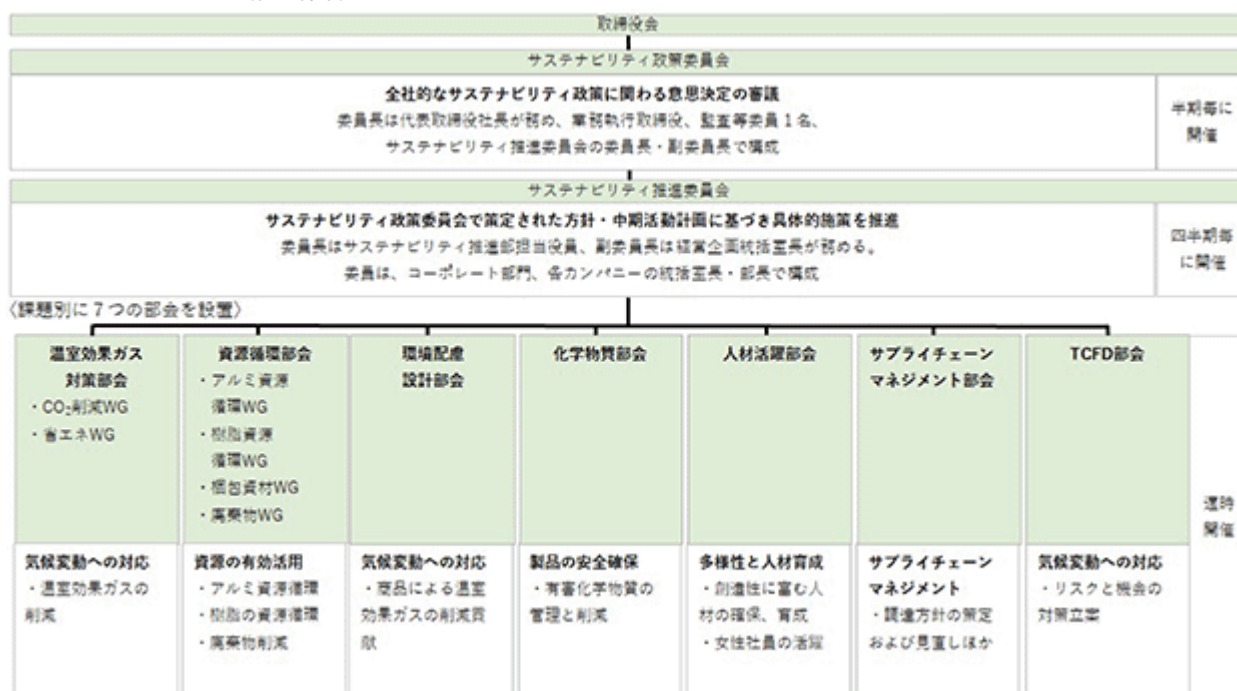 取締役会
サステナビリティ政策委員会
全社的なサステナビリティ政策に関わる意思決定の審議
委員長は代表取締役社長が務め、業務執行取締役、監査等委員１名、
サステナビリティ推進委員会の委員長・副委員長で構成
半期毎に
開催
サステナビリティ推進委員会
サステナビリティ政策委員会で策定された方針・中期活動計画に基づき具体的施策を推進
委員長はサステナビリティ推進部担当役員、副委員長は経営企画統括室長が務める。
委員は、コーポレート部門、各カンパニーの統括室長・部長で構成
四半期毎
に開催
〈課題別に７つの部会を設置〉
温室効果ガス
対策部会
・CO₂削減WG
・省エネWG
資源循環部会
・アルミ資源
循環WG
・樹脂資源
循環WG
・梱包資材WG
・廃棄物WG
環境配慮
設計部会
化学物質部会
人材活躍部会
サプライチェーン
マネジメント部会
TCFD部会
気候変動への対応
・温室効果ガスの
削減
資源の有効活用
・アルミ資源循環
・樹脂の資源循環
・廃棄物削減
気候変動への対応
・商品による温室
効果ガスの削減貢
献
製品の安全確保
・有害化学物質の
管理と削減
多様性と人材育成
・創造性に富む人
材の確保、育成
・女性社員の活躍
サプライチェーン
マネジメント
・調達方針の策定
および見直しほか
気候変動への対応
・リスクと機会の
対策立案
適時
開催